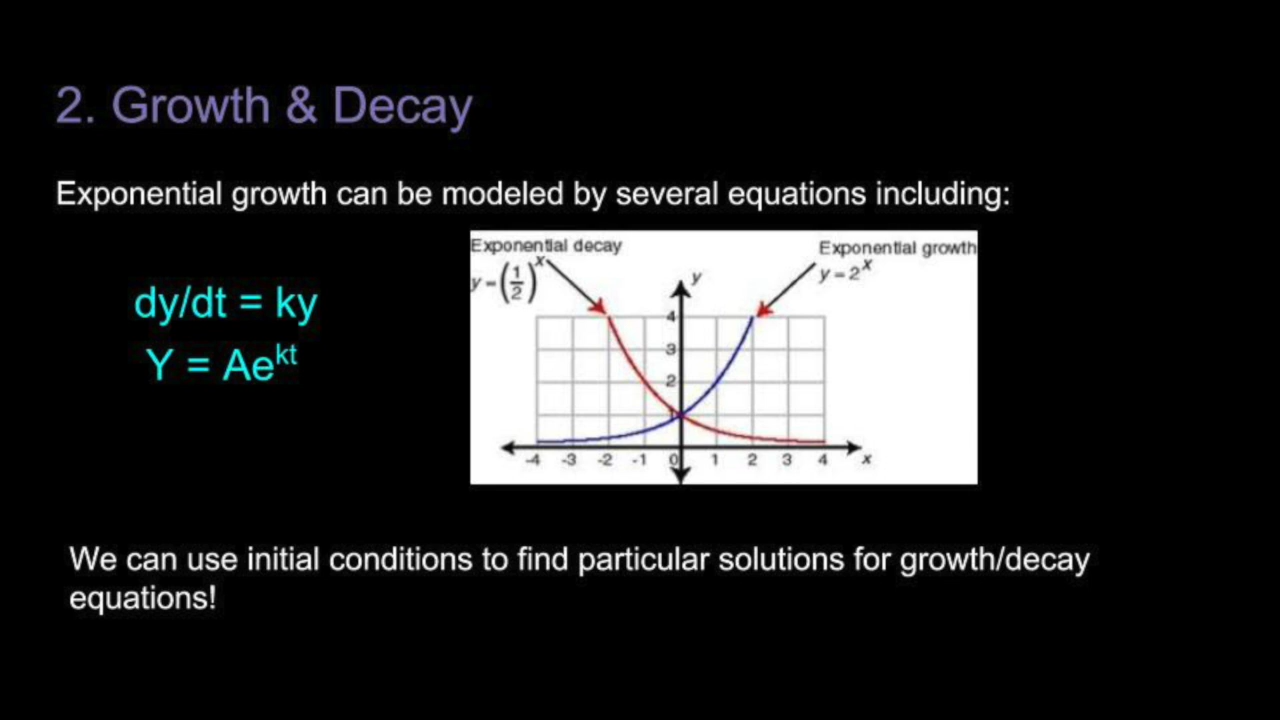 2. Growth & Decay
Exponential growth can be modeled by several equations including:
dy/dt = ky
Y = Ae^kt
Exponential decay
y = (1/2)^x
Exponential growth
y = 2^x
y
4
3
2
1
-4 -3 -2 -1 0 1 2 3 4 x
We can use initial conditions to find particular solutions for growth/decay
equations!